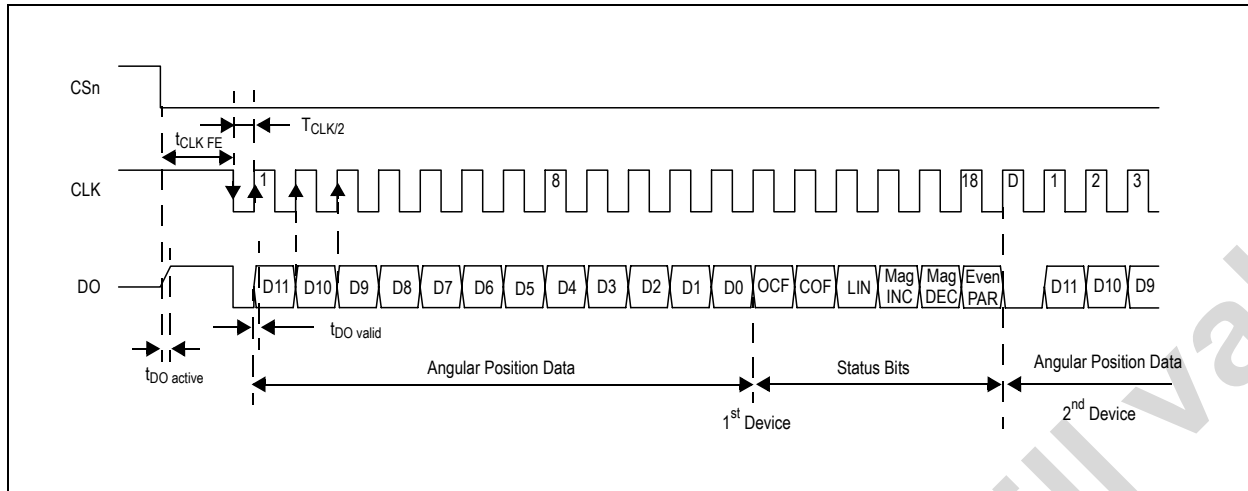 CSn
tCLK FE
TCLK/2
CLK
1
8
18
D
1
2
3
DO
D11
D10
D9
D8
D7
D6
D5
D4
D3
D2
D1
D0
OCF
COF
LIN
Mag
INC
Mag
DEC
Even
PAR
D11
D10
D9
tDO valid
tDO active
Angular Position Data
Status Bits
Angular Position Data
1st Device
2nd Device